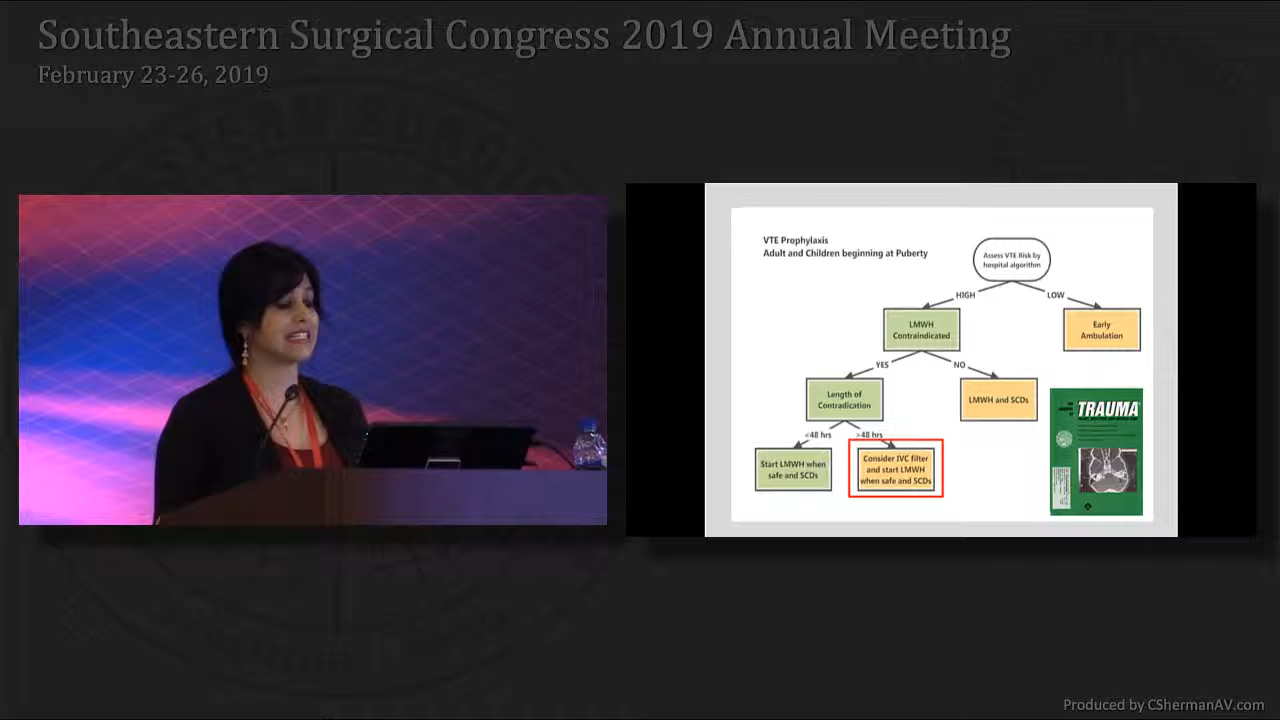 Southeastern Surgical Congress 2019 Annual Meeting
February 23-26, 2019
VTE Prophylaxis
Adult and Children beginning at Puberty
Assess VTE Risk by
hospital algorithm
HIGH
LOW
LMWH
Contraindicated
Early
Ambulation
YES
NO
Length of
Contradication
LMWH and SCDs
<48 hrs
>48 hrs
Start LMWH when
safe and SCDs
Consider IVC filter
and start LMWH
when safe and SCDs
TRAUMA
Produced by CShermanAV.com